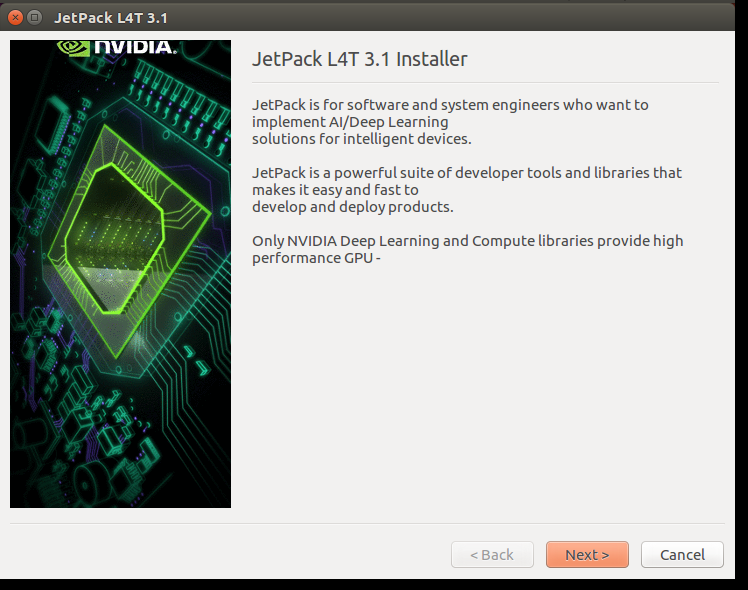 JetPack L4T 3.1
NVIDIA.
JetPack L4T 3.1 Installer
JetPack is for software and system engineers who want to
implement AI/Deep Learning
solutions for intelligent devices.
JetPack is a powerful suite of developer tools and libraries that
makes it easy and fast to
develop and deploy products.
Only NVIDIA Deep Learning and Compute libraries provide high
performance GPU -
< Back
Next >
Cancel